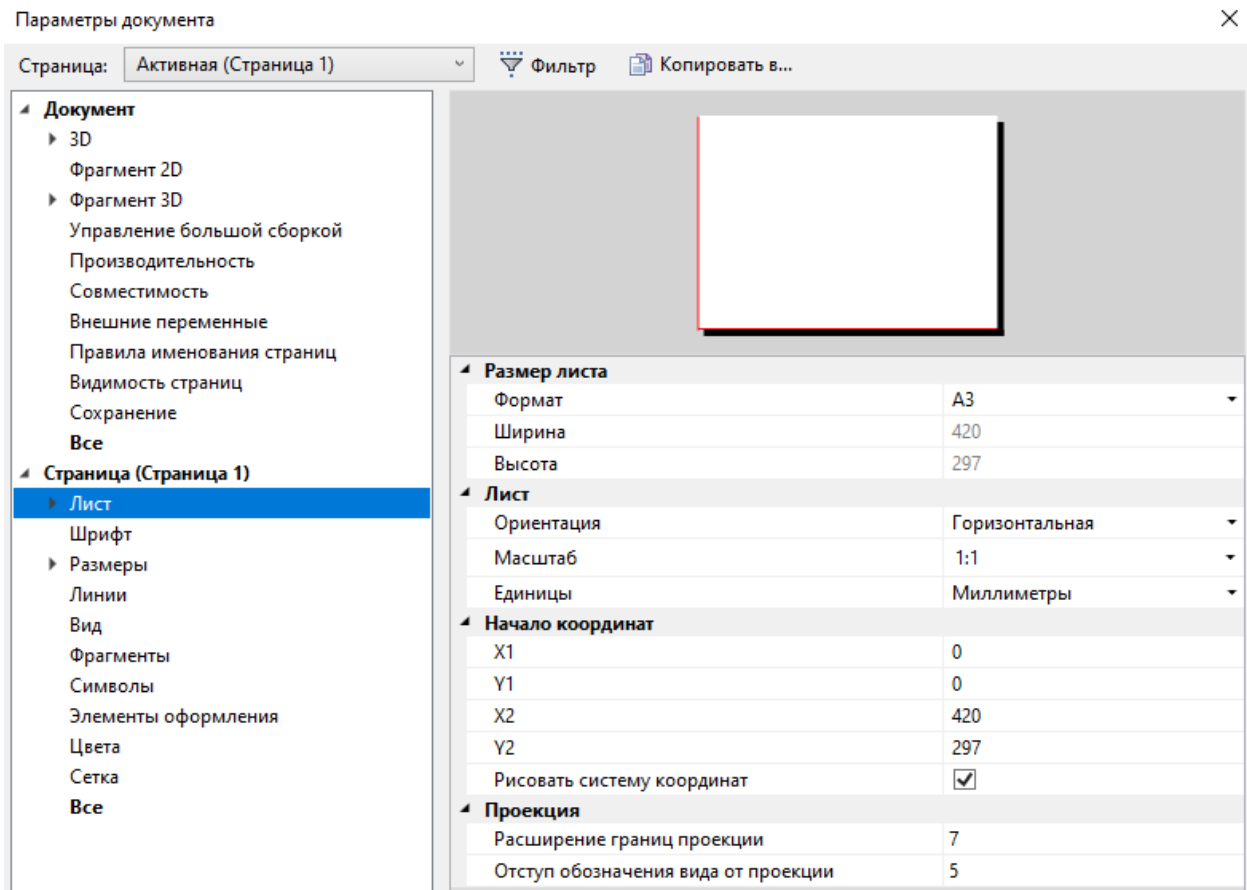 Параметры документа
Страница: Активная (Страница 1) Фильтр Копировать в...
Документ
3D
Фрагмент 2D
Фрагмент 3D
Управление большой сборкой
Производительность
Совместимость
Внешние переменные
Правила именования страниц
Видимость страниц
Сохранение
Все
Страница (Страница 1)
Лист
Шрифт
Размеры
Линии
Вид
Фрагменты
Символы
Элементы оформления
Цвета
Сетка
Все
Размер листа
Формат A3
Ширина 420
Высота 297
Лист
Ориентация Горизонтальная
Масштаб 1:1
Единицы Миллиметры
Начало координат
X1 0
Y1 0
X2 420
Y2 297
Рисовать систему координат
Проекция
Расширение границ проекции 7
Отступ обозначения вида от проекции 5